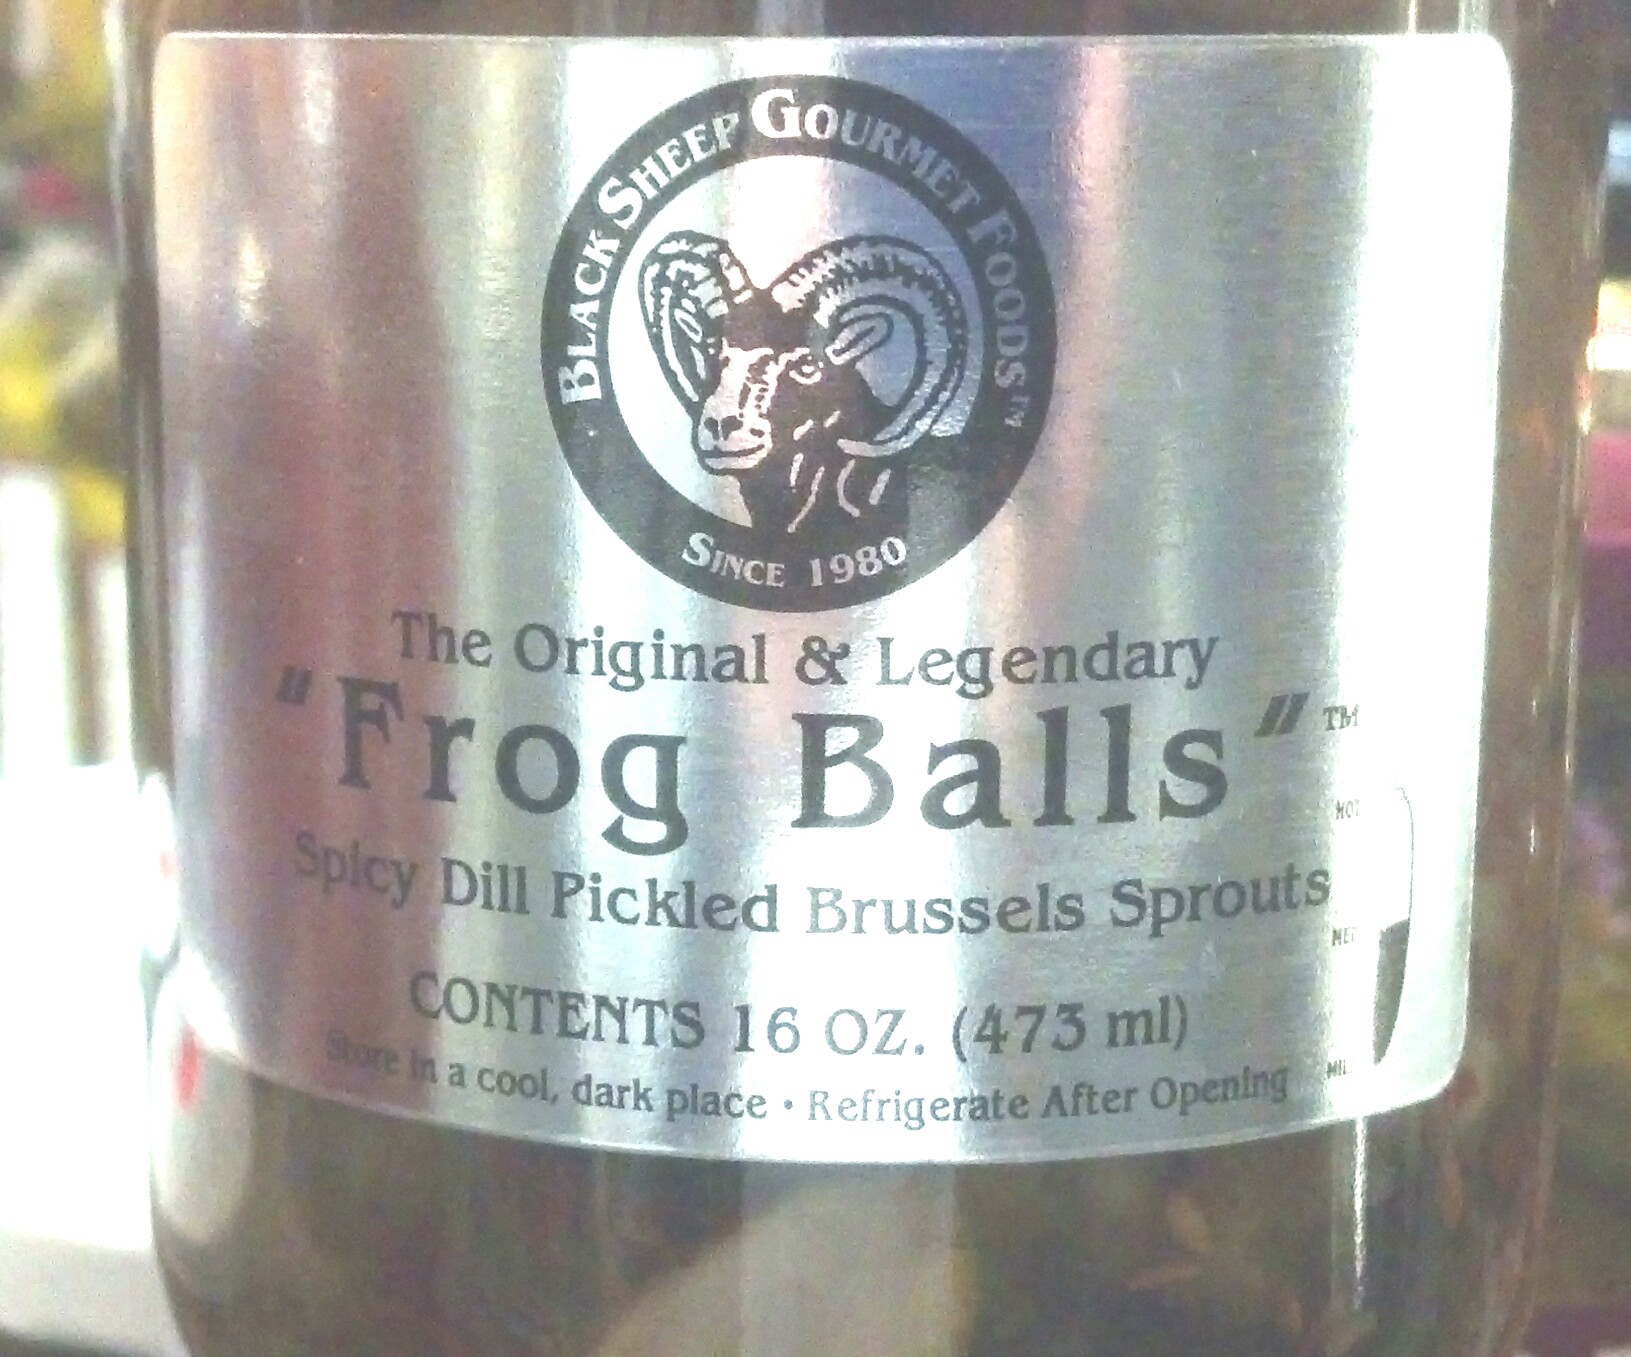 BLACK SHEEP GOURMET FOODS™
SINCE 1980
The Original & Legendary
"Frog Balls"™
Spicy Dill Pickled Brussels Sprouts
CONTENTS 16 OZ. (473 ml)
Store in a cool, dark place • Refrigerate After Opening